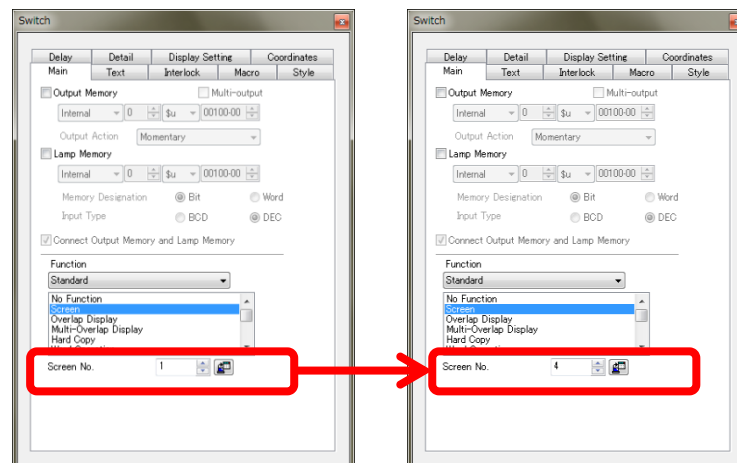 Switch
Delay Detail Display Setting Coordinates
Main Text Interlock Macro Style
Output Memory Multi-output
Internal 0 $u 00100-00
Output Action Momentary
Lamp Memory
Internal 0 $u 00100-00
Memory Designation Bit Word
Input Type BCD DEC
Connect Output Memory and Lamp Memory
Function
Standard
No Function
Screen
Overlap Display
Multi-Overlap Display
Hard Copy
Screen No. 1
Switch
Delay Detail Display Setting Coordinates
Main Text Interlock Macro Style
Output Memory Multi-output
Internal 0 $u 00100-00
Output Action Momentary
Lamp Memory
Internal 0 $u 00100-00
Memory Designation Bit Word
Input Type BCD DEC
Connect Output Memory and Lamp Memory
Function
Standard
No Function
Screen
Overlap Display
Multi-Overlap Display
Hard Copy
Screen No. 4